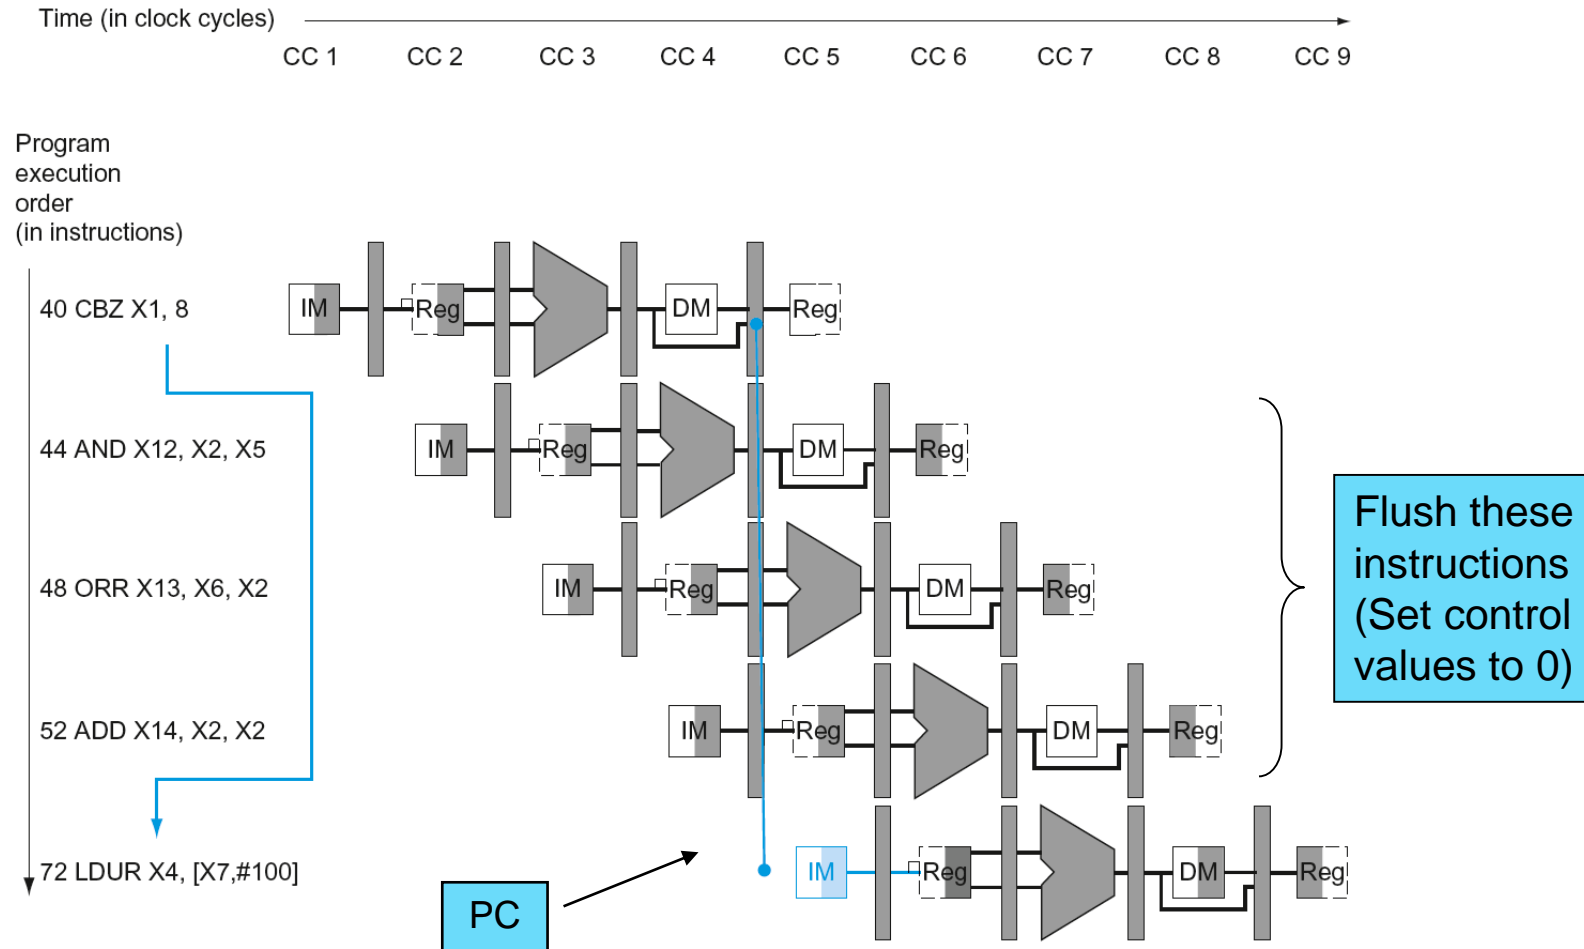 Time (in clock cycles)
CC 1 CC 2 CC 3 CC 4 CC 5 CC 6 CC 7 CC 8 CC 9
Program
execution
order
(in instructions)
40 CBZ X1, 8
IM Reg DM Reg
44 AND X12, X2, X5
IM Reg DM Reg
48 ORR X13, X6, X2
IM Reg DM Reg
52 ADD X14, X2, X2
IM Reg DM Reg
72 LDUR X4, [X7,#100]
IM Reg DM Reg
Flush these
instructions
(Set control
values to 0)
PC